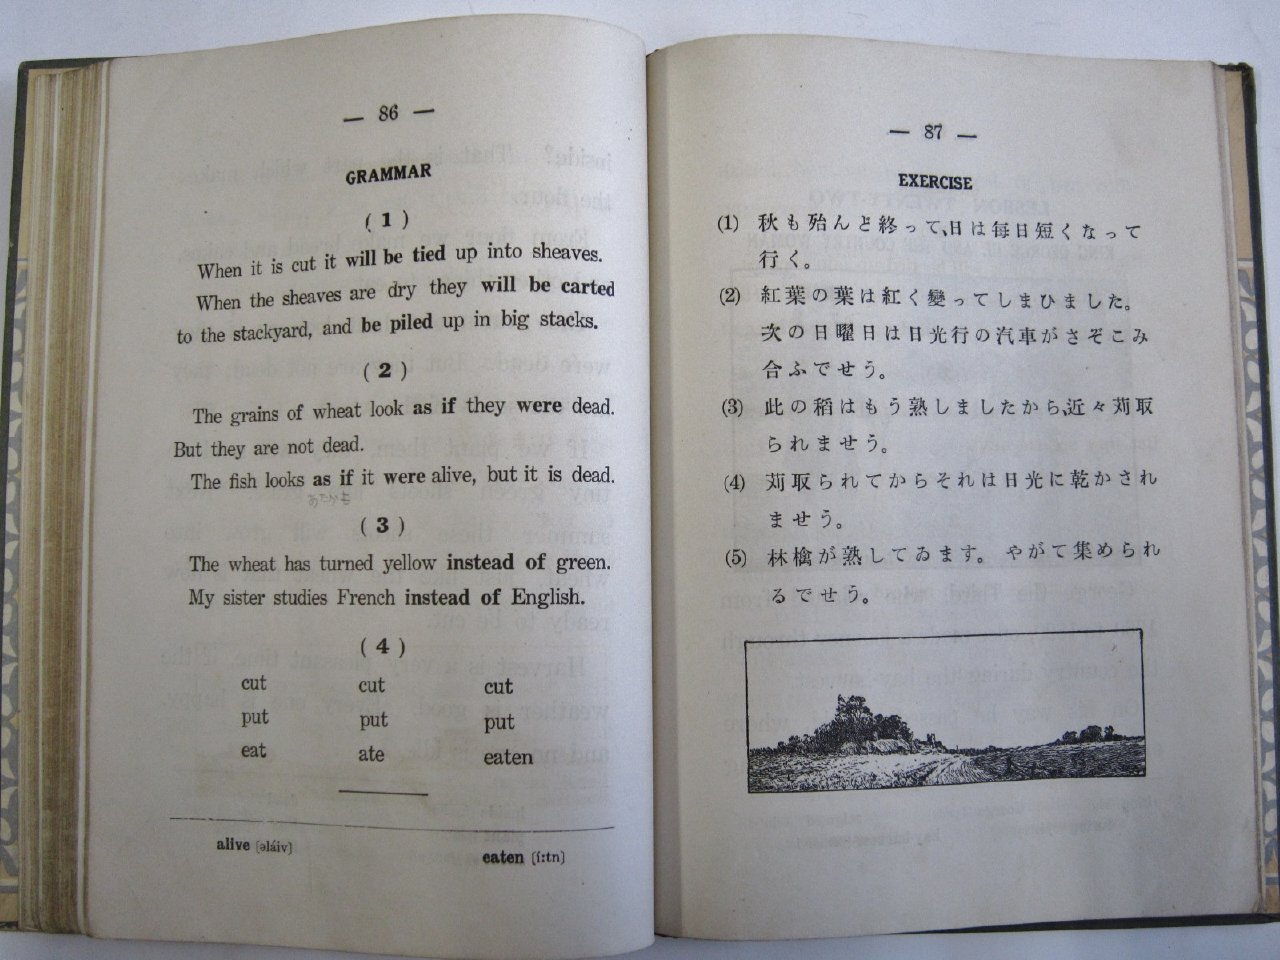 — 86 —
GRAMMAR
( 1 )
When it is cut it will be tied up into sheaves.
When the sheaves are dry they will be carted
to the stackyard, and be piled up in big stacks.
( 2 )
The grains of wheat look as if they were dead.
But they are not dead.
The fish looks as if it were alive, but it is dead.
あたかも
( 3 )
The wheat has turned yellow instead of green.
My sister studies French instead of English.
( 4 )
cut cut cut
put put put
eat ate eaten
alive [əláiv]
eaten [í:tn]
— 87 —
EXERCISE
(1) 秋も殆んど終って、日は毎日短くなって
行く。
(2) 紅葉の葉は紅く變ってしまひました。
次の日曜日は日光行の汽車がさぞこみ
合ふでせう。
(3) 此の稻はもう熟しましたから、近々苅取
られませう。
(4) 苅取られてからそれは日光に乾かされ
ませう。
(5) 林檎が熟してゐます。 やがて集められ
るでせう。